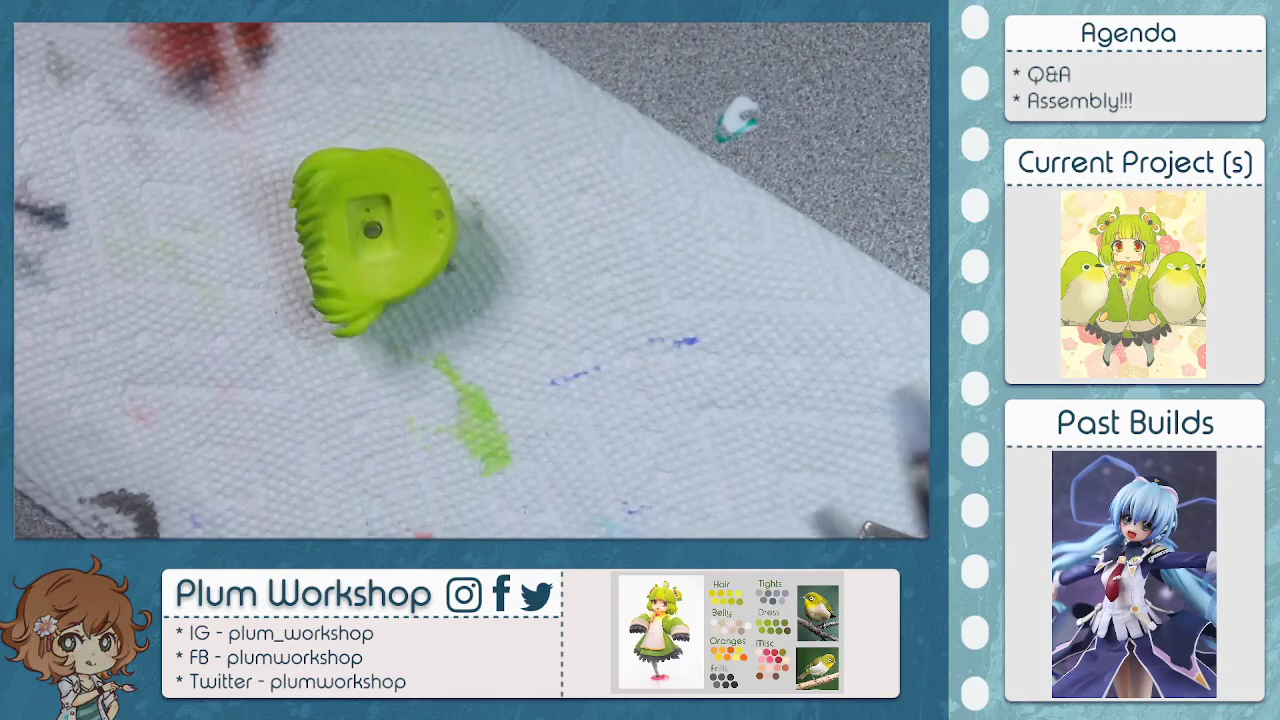 Agenda
* Q&A
* Assembly!!!
Current Project (s)
Past Builds
Plum Workshop
* IG - plum_workshop
* FB - plumworkshop
* Twitter - plumworkshop
Hair
Tights
Belly
Dress
Oranges
Misc
Frills